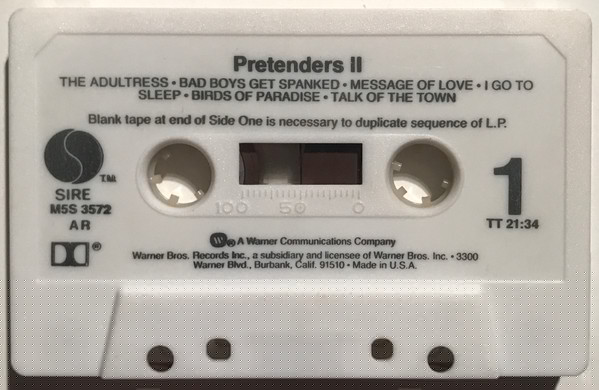 Pretenders II
THE ADULTRESS • BAD BOYS GET SPANKED • MESSAGE OF LOVE • I GO TO
SLEEP • BIRDS OF PARADISE • TALK OF THE TOWN
Blank tape at end of Side One is necessary to duplicate sequence of L.P.
T.M.
SIRE
M5S 3572
AR
1
TT 21:34
100 50 0
W ® A Warner Communications Company
Warner Bros. Records Inc., a subsidiary and licensee of Warner Bros. Inc. • 3300
Warner Blvd., Burbank, Calif. 91510 • Made in U.S.A.
®